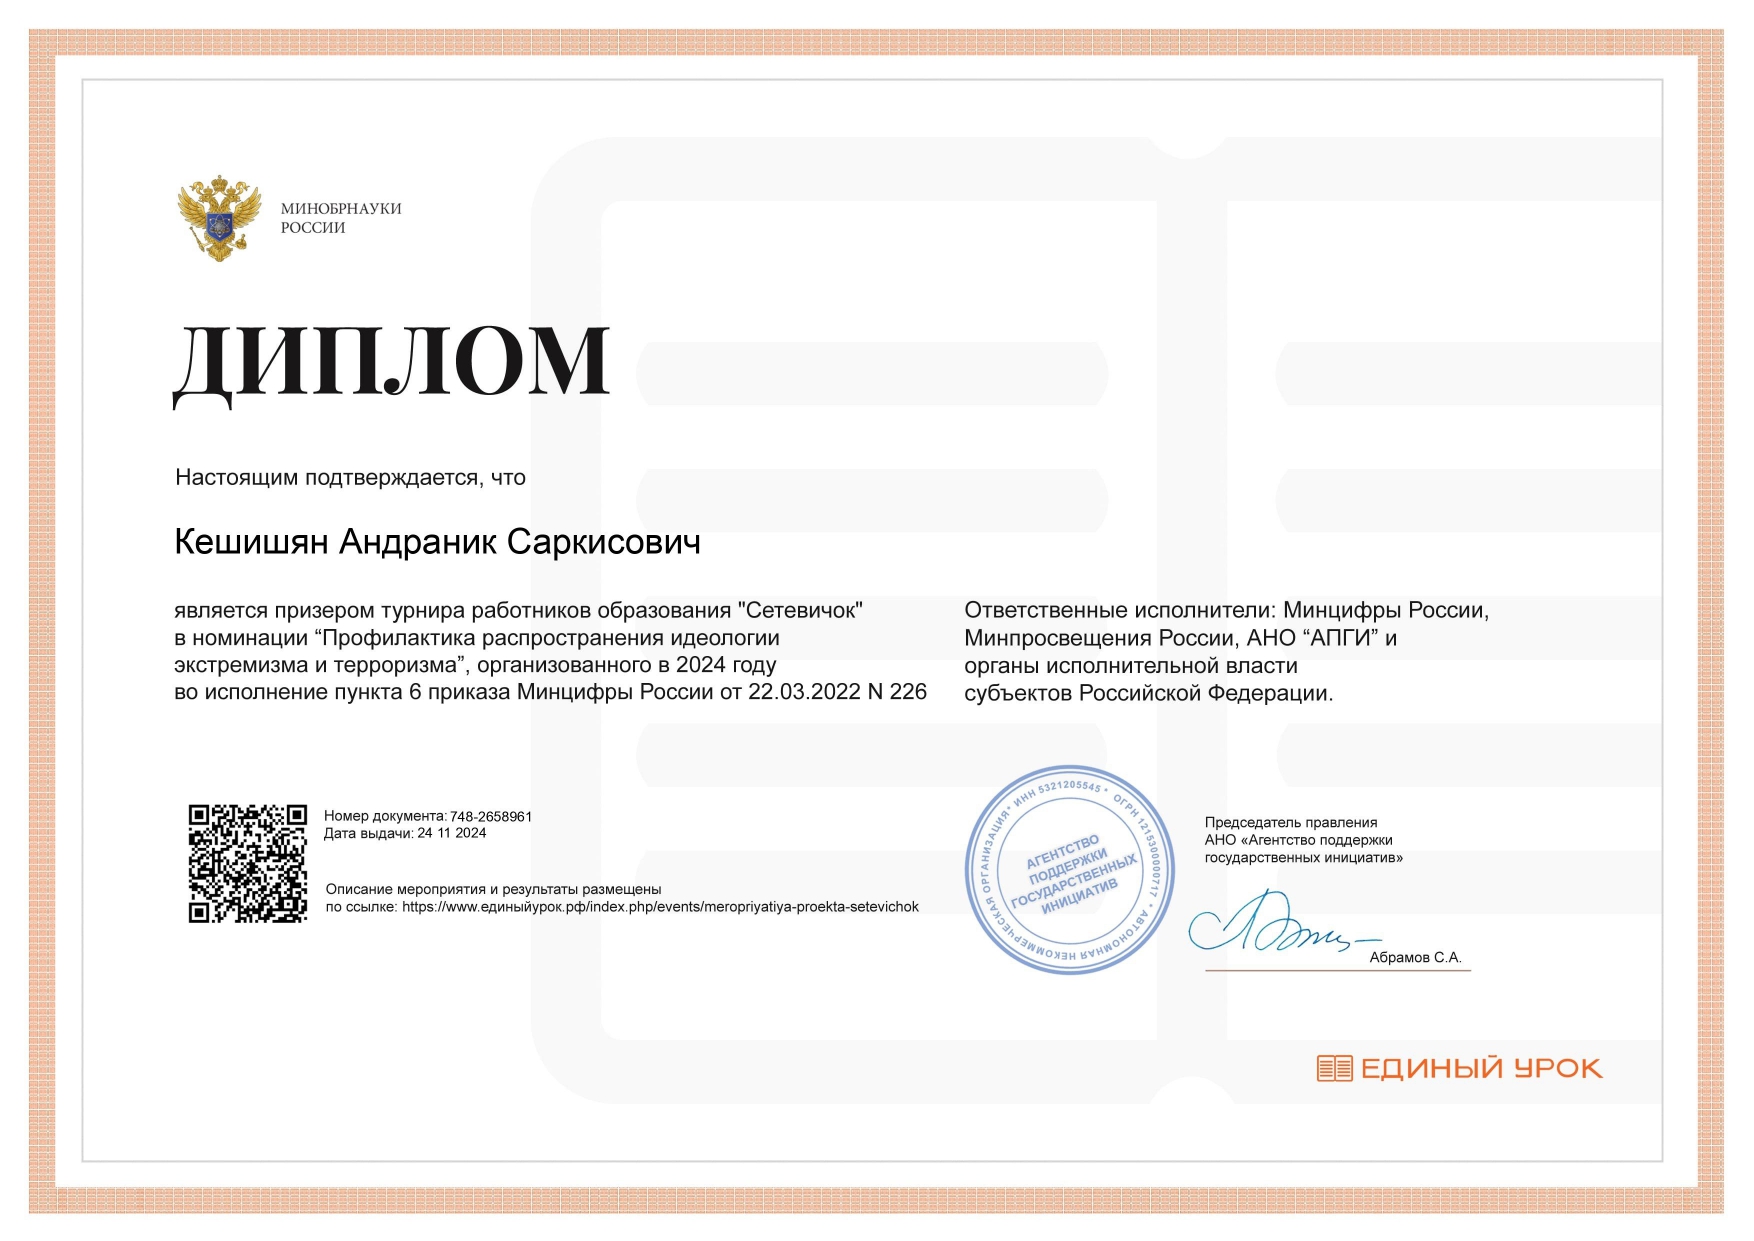 МИНОБРНАУКИ
РОССИИ
ДИПЛОМ
Настоящим подтверждается, что
Кешишян Андраник Саркисович
является призером турнира работников образования "Сетевичок"
в номинации “Профилактика распространения идеологии
экстремизма и терроризма”, организованного в 2024 году
во исполнение пункта 6 приказа Минцифры России от 22.03.2022 N 226
Ответственные исполнители: Минцифры России,
Минпросвещения России, АНО “АПГИ” и
органы исполнительной власти
субъектов Российской Федерации.
Номер документа: 748-2658961
Дата выдачи: 24 11 2024
Описание мероприятия и результаты размещены
по ссылке: https://www.единыйурок.рф/index.php/events/meropriyatiya-proekta-setevichok
АВТОНОМНАЯ НЕКОММЕРЧЕСКАЯ ОРГАНИЗАЦИЯ * ИНН 5321205545 * ОГРН 1215300000717 *
АГЕНТСТВО
ПОДДЕРЖКИ
ГОСУДАРСТВЕННЫХ
ИНИЦИАТИВ
Председатель правления
АНО «Агентство поддержки
государственных инициатив»
Абрамов С.А.
ЕДИНЫЙ УРОК